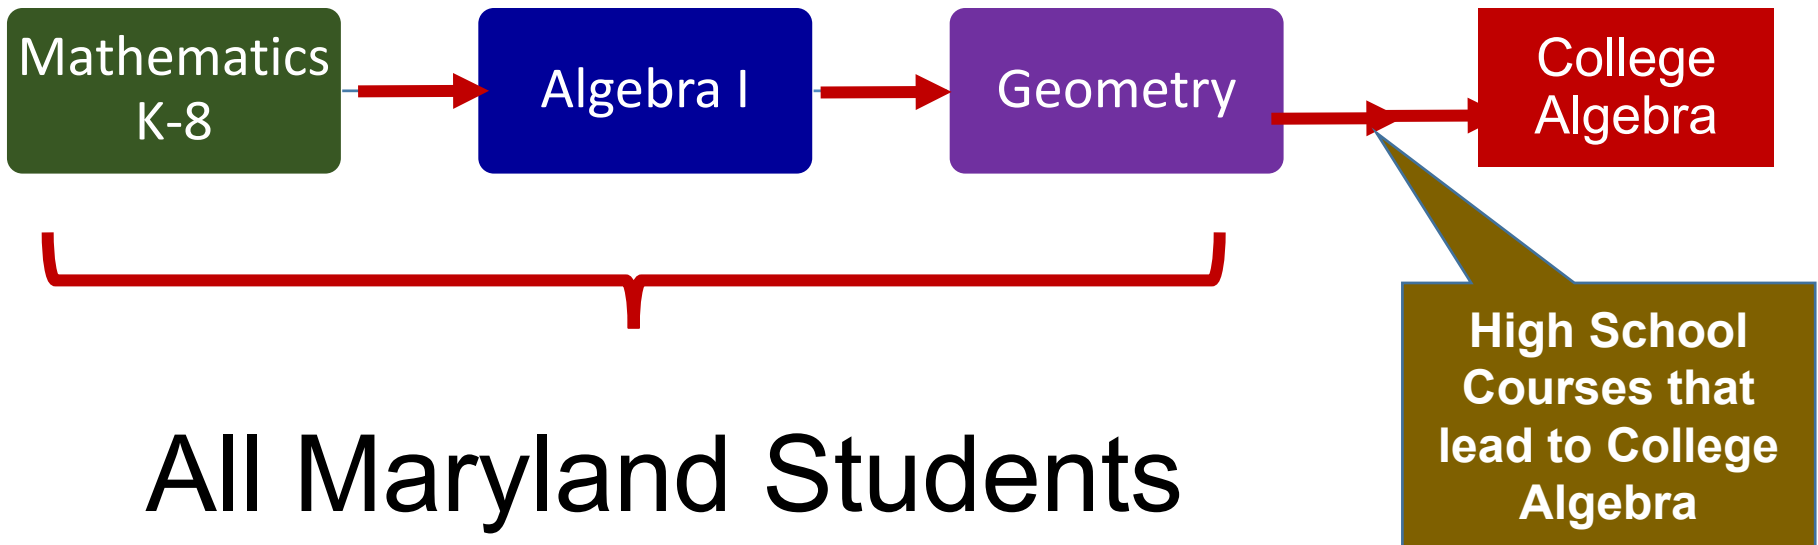 Mathematics
K-8
Algebra I
Geometry
College
Algebra
All Maryland Students
High School
Courses that
lead to College
Algebra